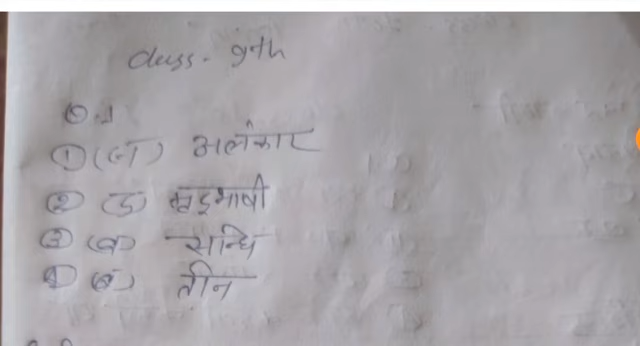 class - 9th
Q.1
① (ज) अलंकार
② (ड) मृदुभाषी
③ (ब) सन्धि
④ (ब) तीन